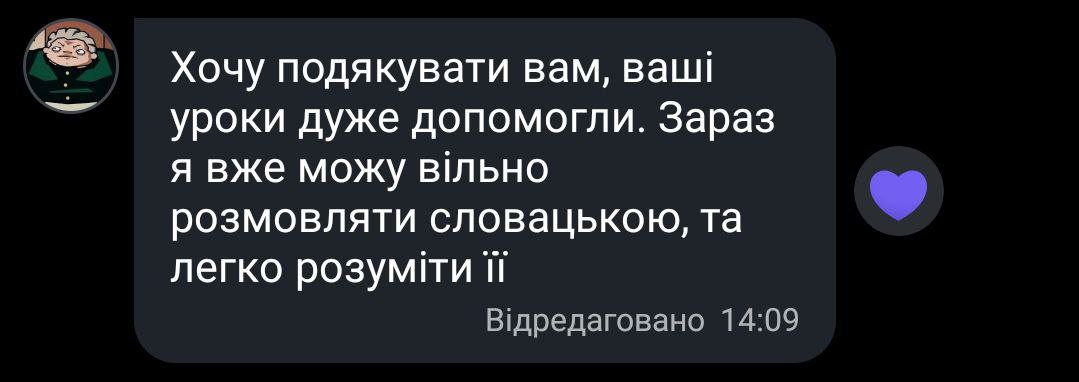 Хочу подякувати вам, ваші
уроки дуже допомогли. Зараз
я вже можу вільно
розмовляти словацькою, та
легко розуміти її
Відредаговано 14:09